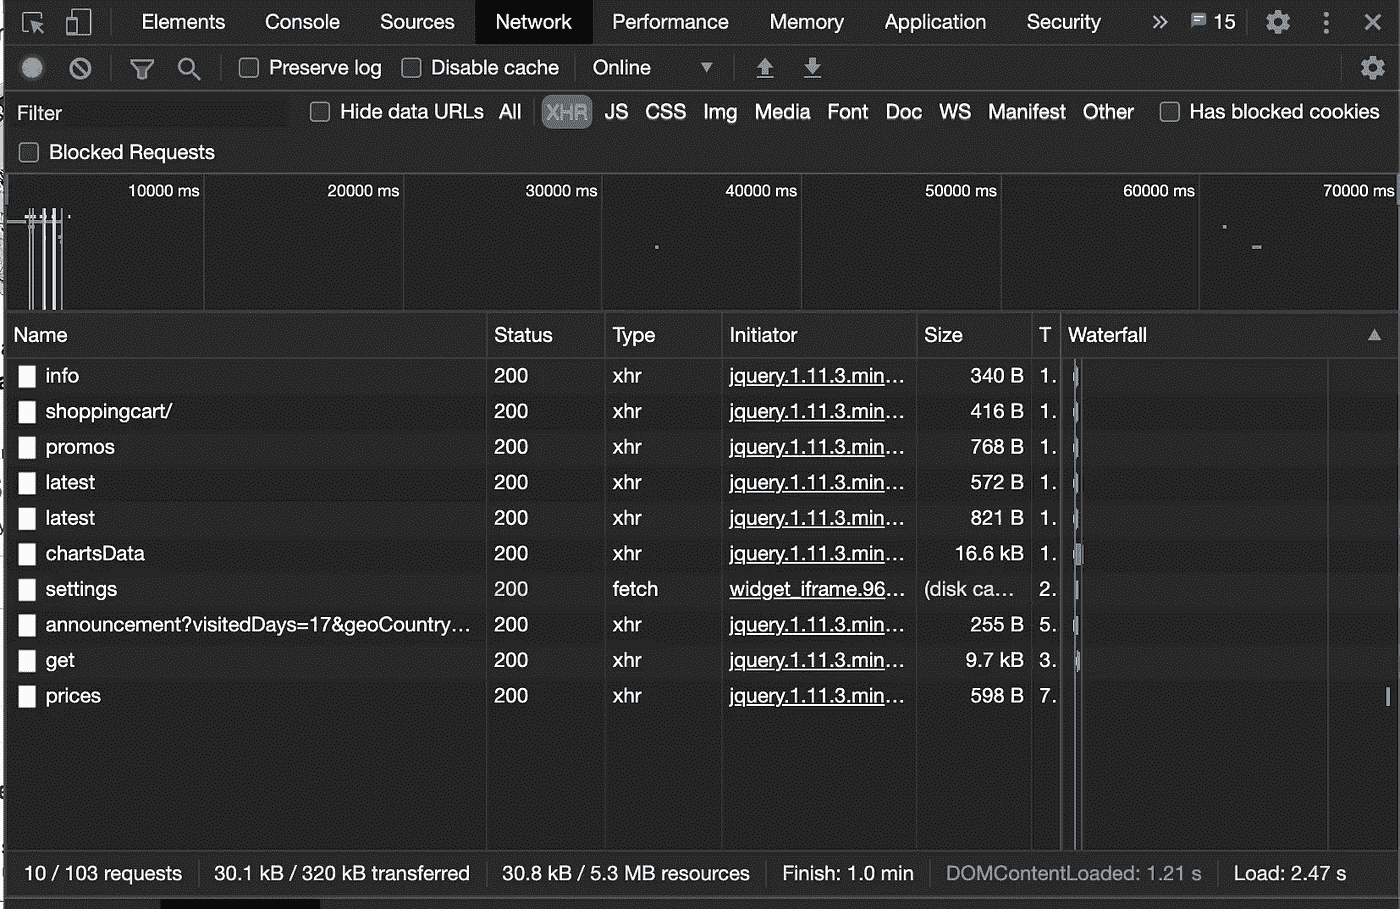 Elements Console Sources Network Performance Memory Application Security » 15
Preserve log Disable cache Online
Filter Hide data URLs All XHR JS CSS Img Media Font Doc WS Manifest Other Has blocked cookies
Blocked Requests
10000 ms 20000 ms 30000 ms 40000 ms 50000 ms 60000 ms 70000 ms
Name Status Type Initiator Size T Waterfall
info 200 xhr jquery.1.11.3.min… 340 B 1.
shoppingcart/ 200 xhr jquery.1.11.3.min… 416 B 1.
promos 200 xhr jquery.1.11.3.min… 768 B 1.
latest 200 xhr jquery.1.11.3.min… 572 B 1.
latest 200 xhr jquery.1.11.3.min… 821 B 1.
chartsData 200 xhr jquery.1.11.3.min… 16.6 kB 1.
settings 200 fetch widget_iframe.96… (disk ca… 2.
announcement?visitedDays=17&geoCountry… 200 xhr jquery.1.11.3.min… 255 B 5.
get 200 xhr jquery.1.11.3.min… 9.7 kB 3.
prices 200 xhr jquery.1.11.3.min… 598 B 7.
10 / 103 requests 30.1 kB / 320 kB transferred 30.8 kB / 5.3 MB resources Finish: 1.0 min DOMContentLoaded: 1.21 s Load: 2.47 s